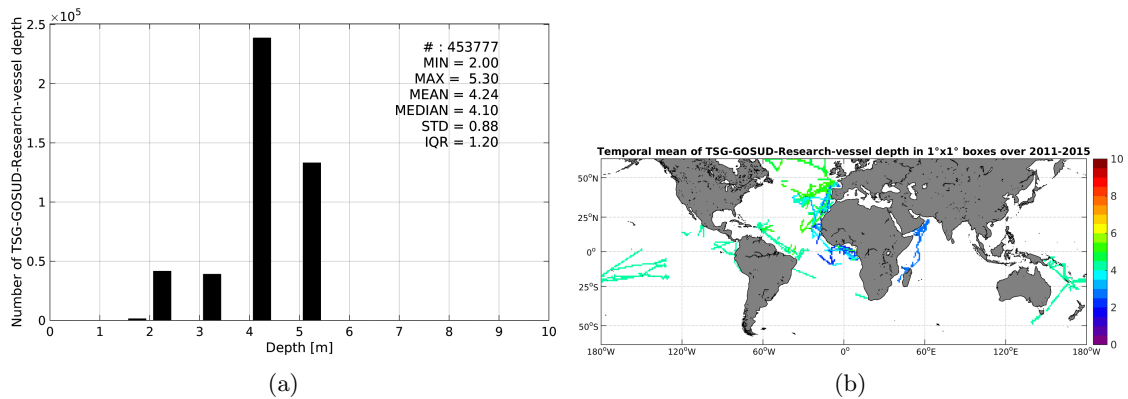 ×10⁵
2.5
2
1.5
1
0.5
0
Number of TSG-GOSUD-Research-vessel depth
# : 453777
MIN = 2.00
MAX = 5.30
MEAN = 4.24
MEDIAN = 4.10
STD = 0.88
IQR = 1.20
0 1 2 3 4 5 6 7 8 9 10
Depth [m]
(a)
Temporal mean of TSG-GOSUD-Research-vessel depth in 1°x1° boxes over 2011-2015
50°N
25°N
0°
25°S
50°S
180°W 120°W 60°W 0° 60°E 120°E 180°W
10
8
6
4
2
0
(b)